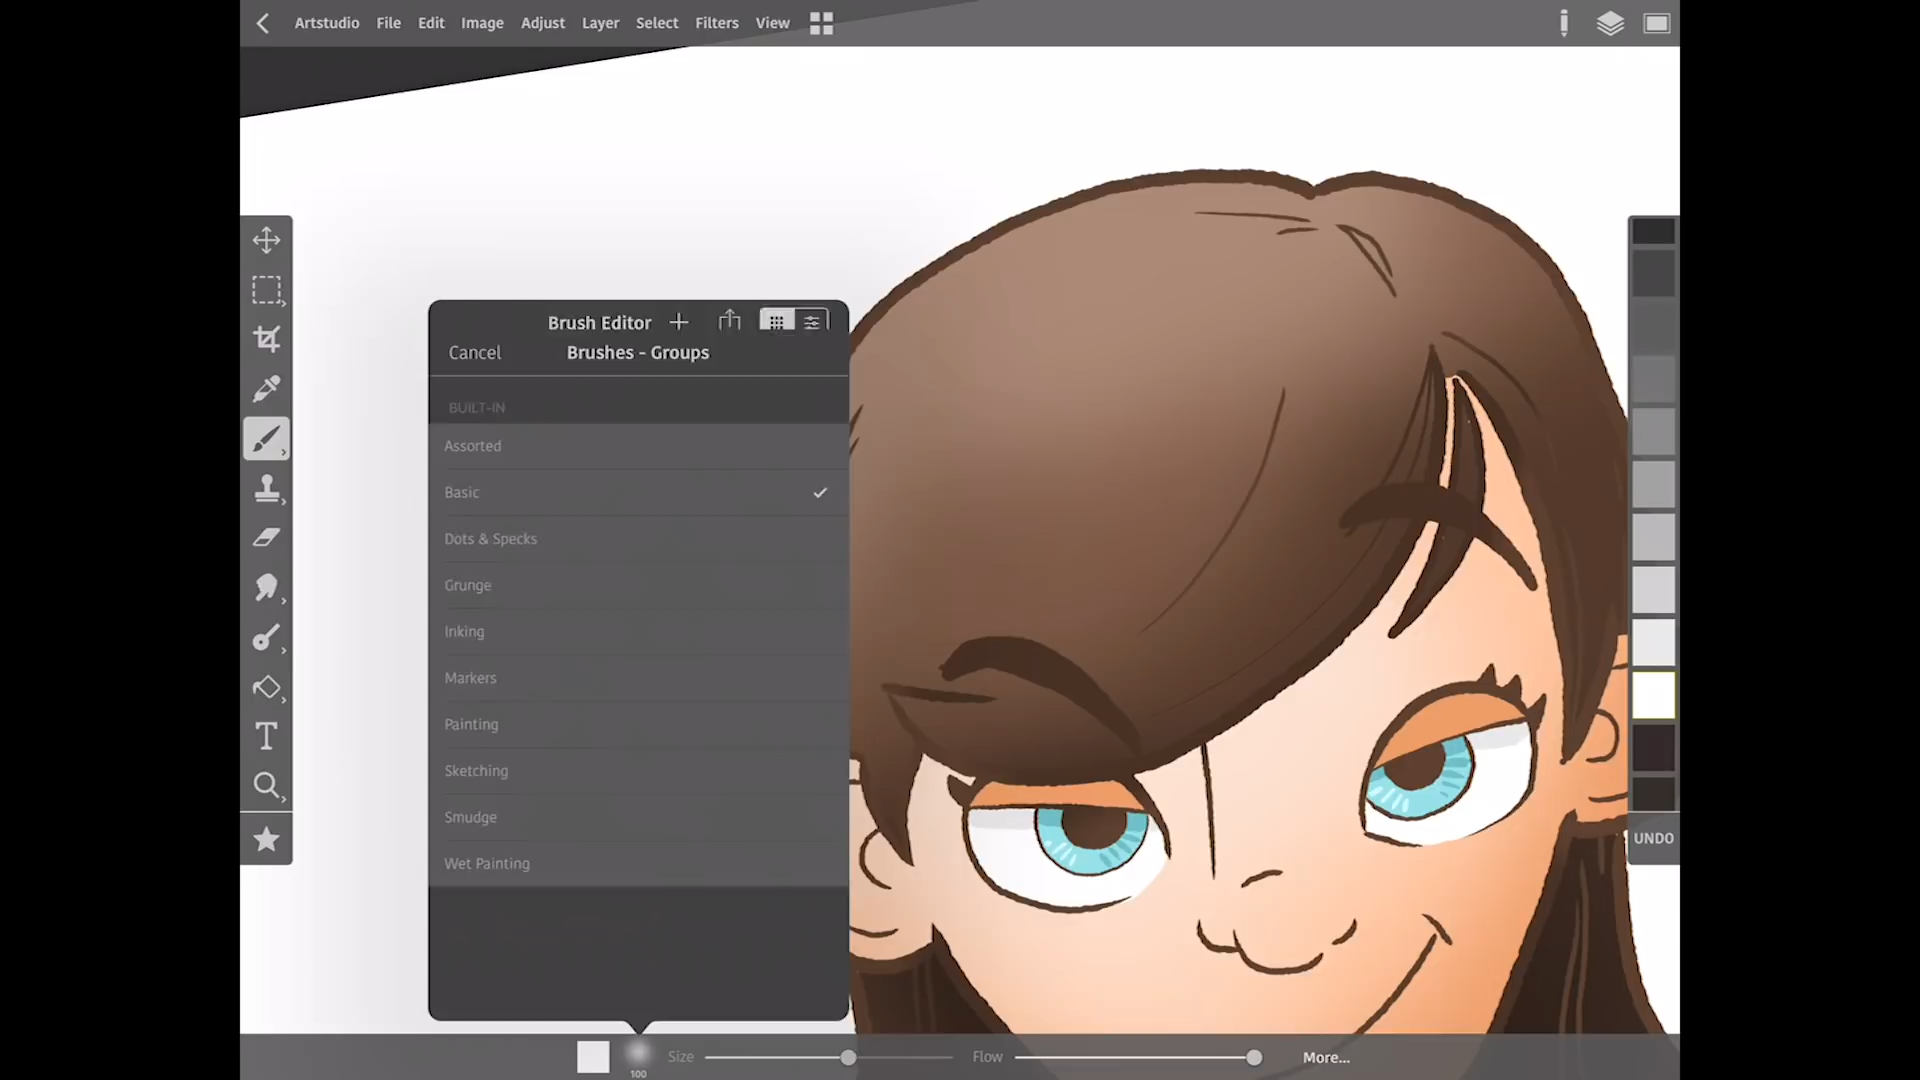 Artstudio File Edit Image Adjust Layer Select Filters View
Brush Editor
Cancel Brushes - Groups
BUILT-IN
Assorted
Basic
Dots & Specks
Grunge
Inking
Markers
Painting
Sketching
Smudge
Wet Painting
T
UNDO
Size Flow More...
100